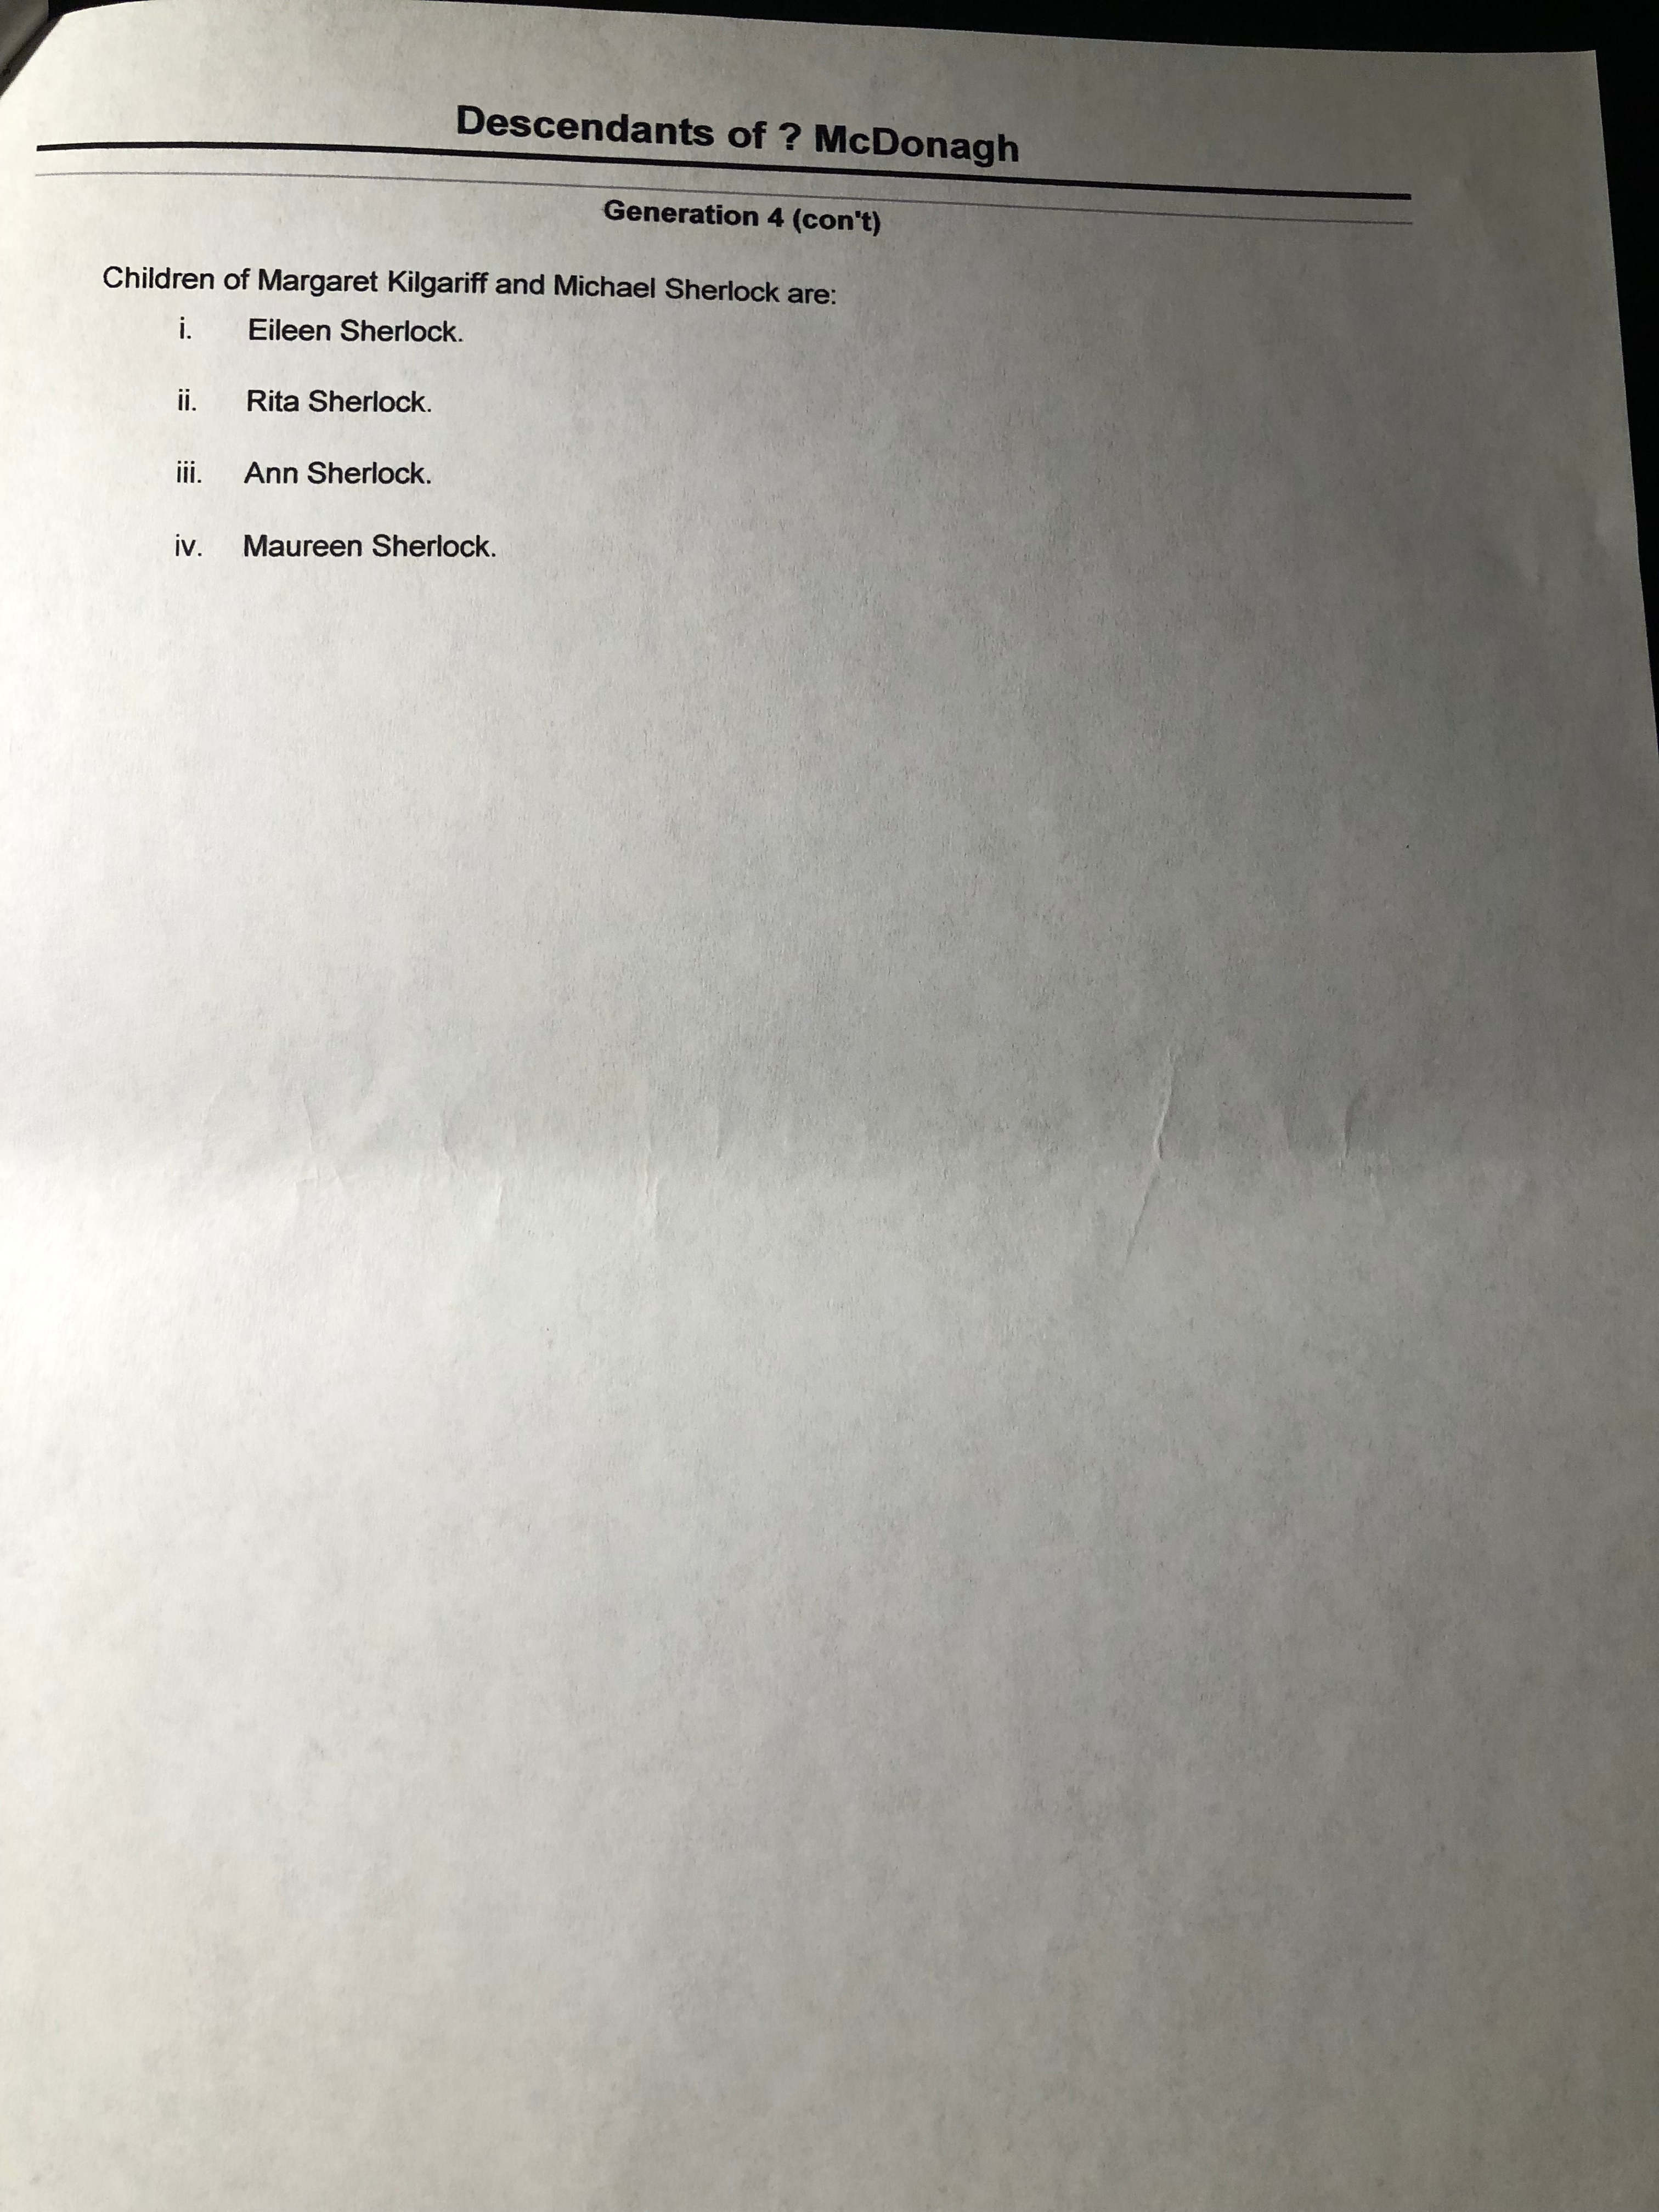 Descendants of ? McDonagh
Generation 4 (con't)
Children of Margaret Kilgariff and Michael Sherlock are:
i. Eileen Sherlock.
ii. Rita Sherlock.
iii. Ann Sherlock.
iv. Maureen Sherlock.